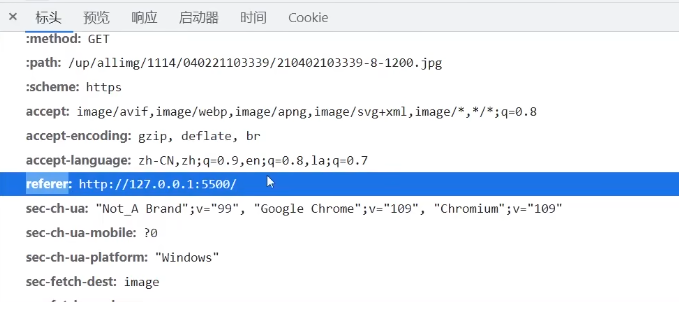 × 标头 预览 响应 启动器 时间 Cookie
:method: GET
:path: /up/allimg/1114/040221103339/210402103339-8-1200.jpg
:scheme: https
accept: image/avif,image/webp,image/apng,image/svg+xml,image/*,*/*;q=0.8
accept-encoding: gzip, deflate, br
accept-language: zh-CN,zh;q=0.9,en;q=0.8,la;q=0.7
referer: http://127.0.0.1:5500/
sec-ch-ua: "Not_A Brand";v="99", "Google Chrome";v="109", "Chromium";v="109"
sec-ch-ua-mobile: ?0
sec-ch-ua-platform: "Windows"
sec-fetch-dest: image